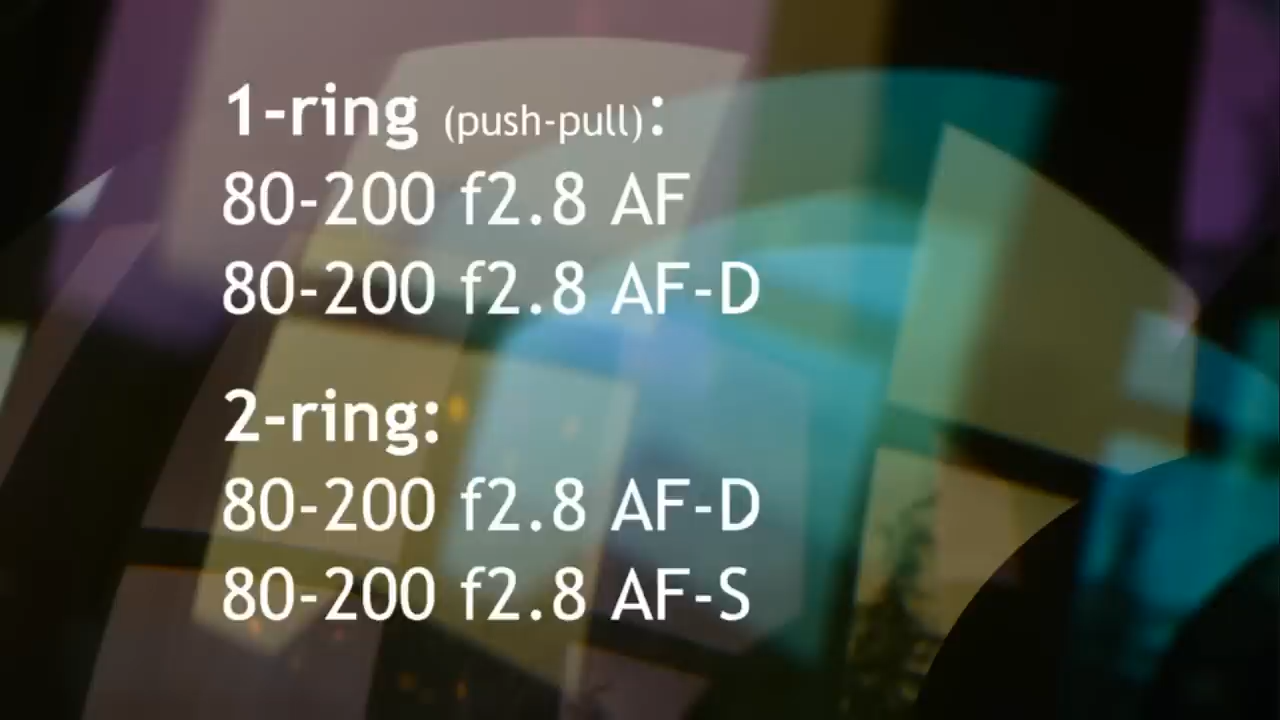 1-ring (push-pull):
80-200 f2.8 AF
80-200 f2.8 AF-D
2-ring:
80-200 f2.8 AF-D
80-200 f2.8 AF-S